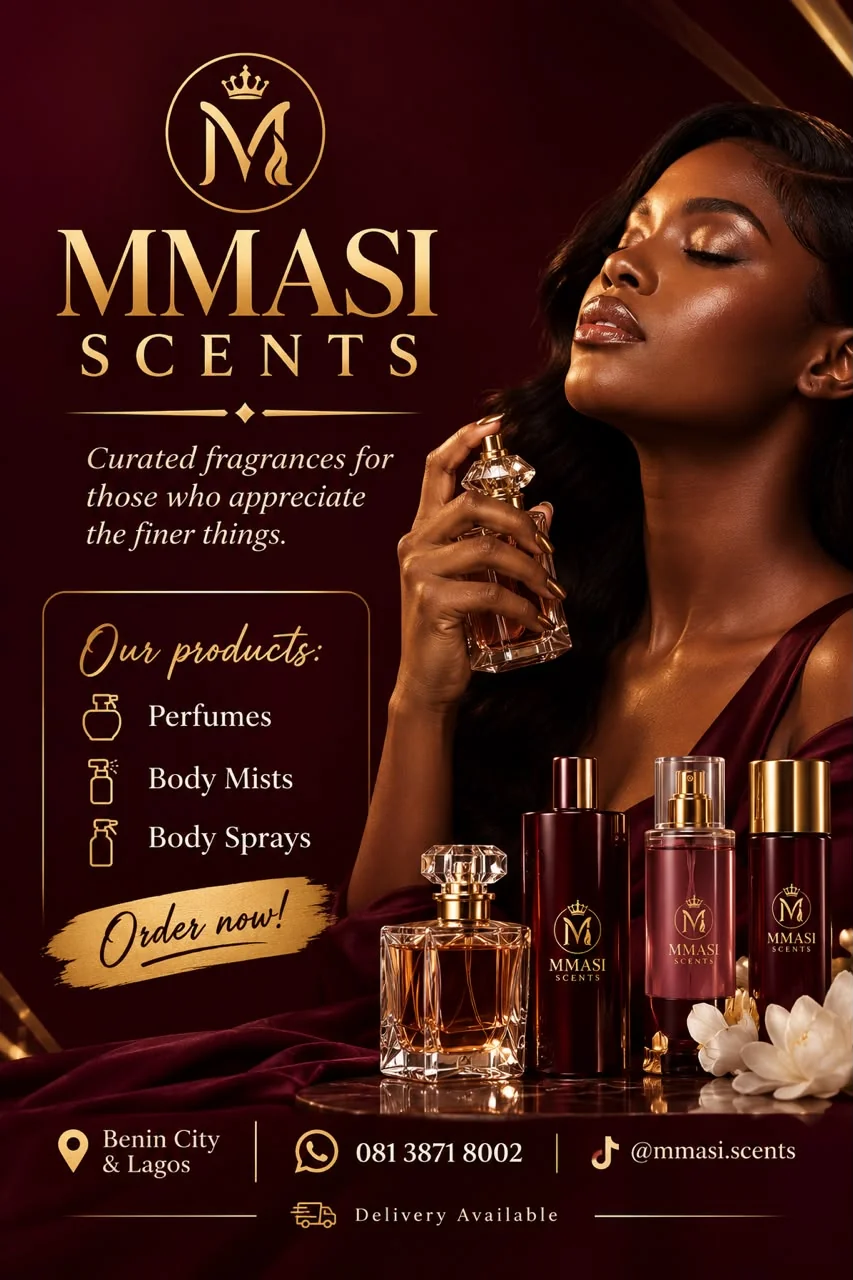 M
MMASI
SCENTS
Curated fragrances for
those who appreciate
the finer things.
Our products:
Perfumes
Body Mists
Body Sprays
Order now!
M
MMASI
SCENTS
M
MMASI
SCENTS
M
MMASI
SCENTS
Benin City
& Lagos
081 3871 8002
@mmasi.scents
Delivery Available